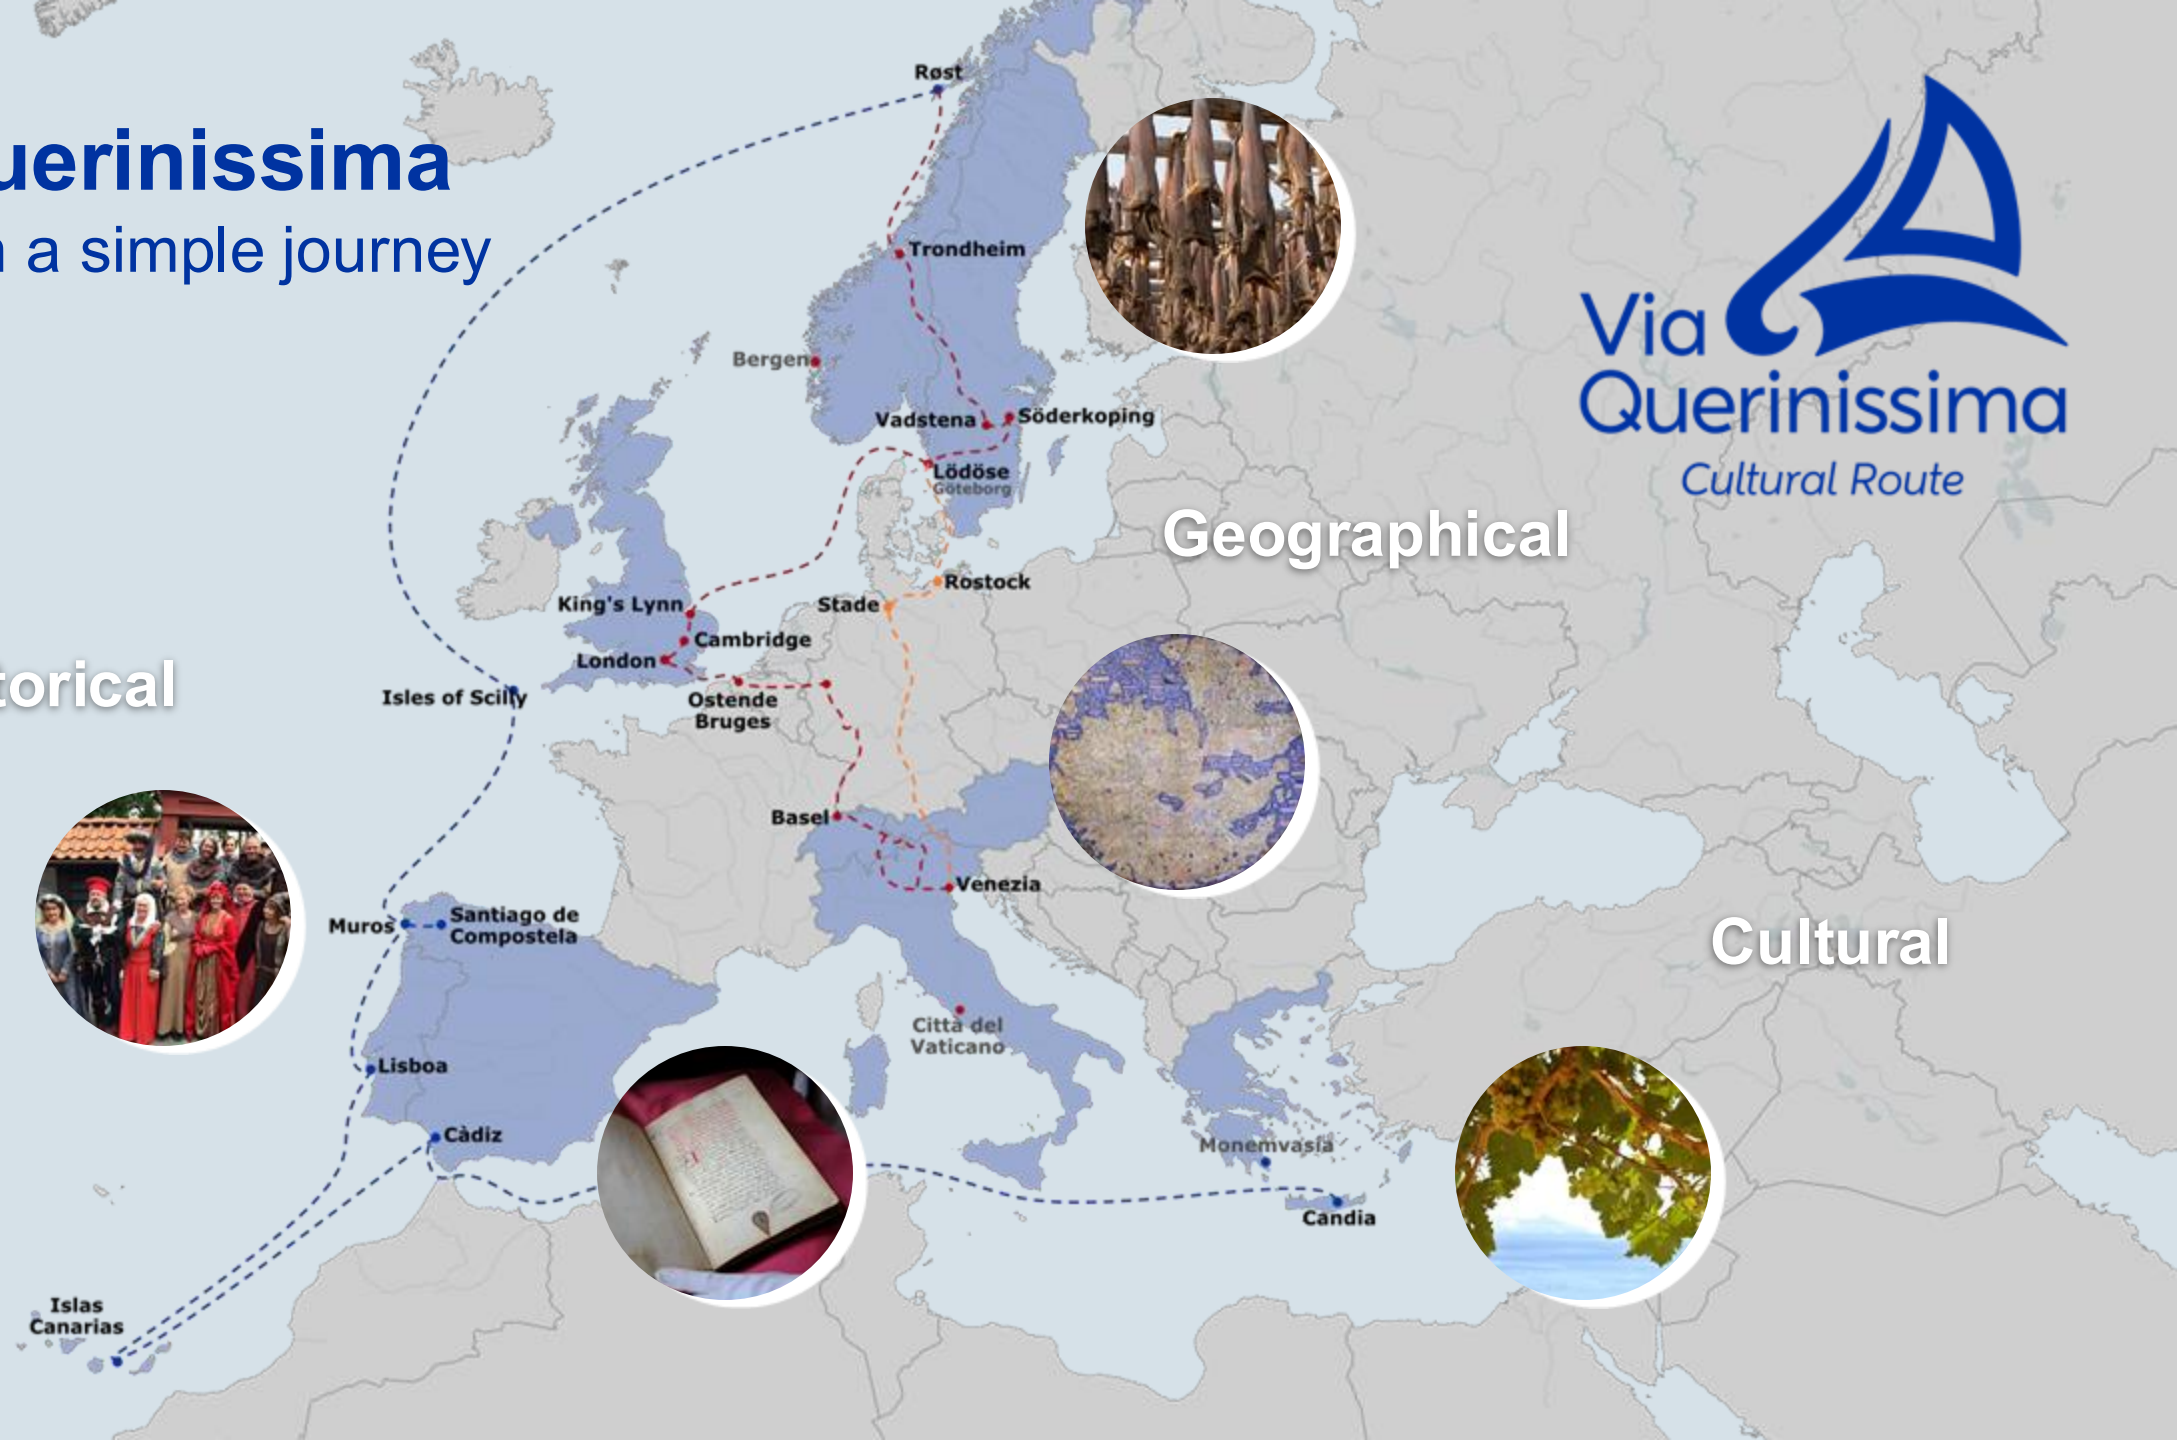 uerinissima
a simple journey
Via
Querinissima
Cultural Route
Geographical
torical
Cultural
Røst
Trondheim
Bergen
Vadstena
Söderkoping
Lödöse
Göteborg
Rostock
Stade
King's Lynn
Cambridge
London
Isles of Scilly
Ostende
Bruges
Basel
Venezia
Muros
Santiago de
Compostela
Città del
Vaticano
Lisboa
Càdiz
Monemvasia
Candia
Islas
Canarias